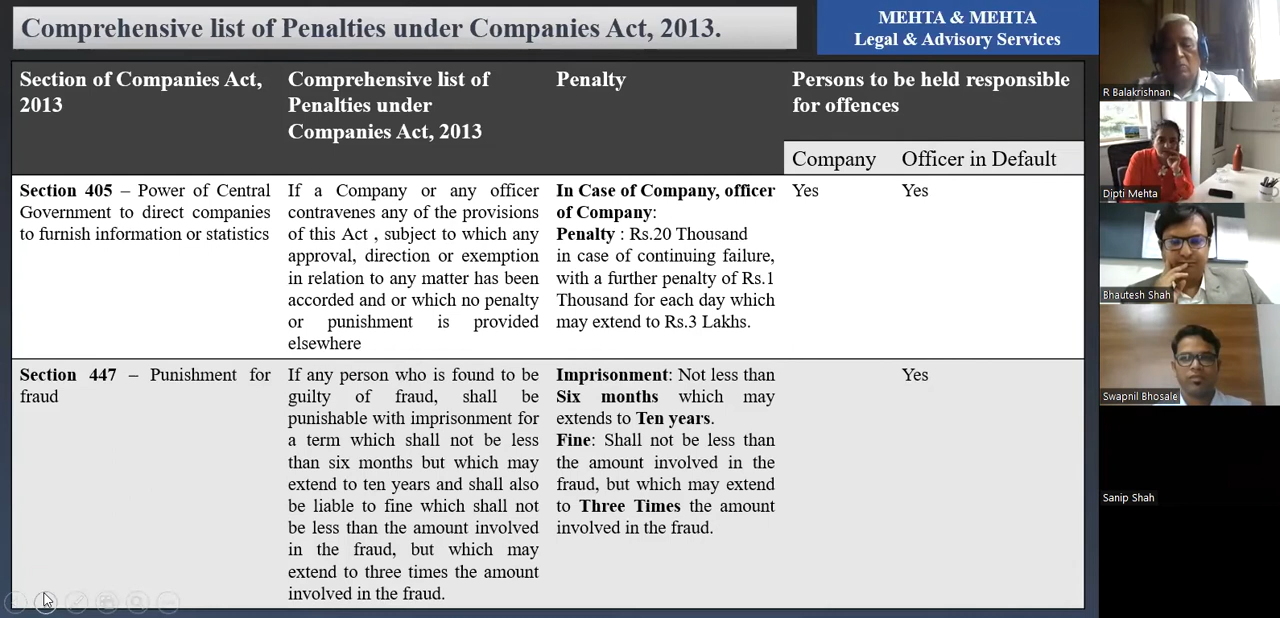 Comprehensive list of Penalties under Companies Act, 2013.
MEHTA & MEHTA
Legal & Advisory Services
Section of Companies Act,
2013
Comprehensive list of
Penalties under
Companies Act, 2013
Penalty
Persons to be held responsible
for offences
Company
Officer in Default
Section 405 – Power of Central
Government to direct companies
to furnish information or statistics
If a Company or any officer
contravenes any of the provisions
of this Act , subject to which any
approval, direction or exemption
in relation to any matter has been
accorded and or which no penalty
or punishment is provided
elsewhere
In Case of Company, officer
of Company:
Penalty : Rs.20 Thousand
in case of continuing failure,
with a further penalty of Rs.1
Thousand for each day which
may extend to Rs.3 Lakhs.
Yes
Yes
Section 447 – Punishment for
fraud
If any person who is found to be
guilty of fraud, shall be
punishable with imprisonment for
a term which shall not be less
than six months but which may
extend to ten years and shall also
be liable to fine which shall not
be less than the amount involved
in the fraud, but which may
extend to three times the amount
involved in the fraud.
Imprisonment: Not less than
Six months which may
extends to Ten years.
Fine: Shall not be less than
the amount involved in the
fraud, but which may extend
to Three Times the amount
involved in the fraud.
Yes
R Balakrishnan
Dipti Mehta
Bhautesh Shah
Swapnil Bhosale
Sanip Shah